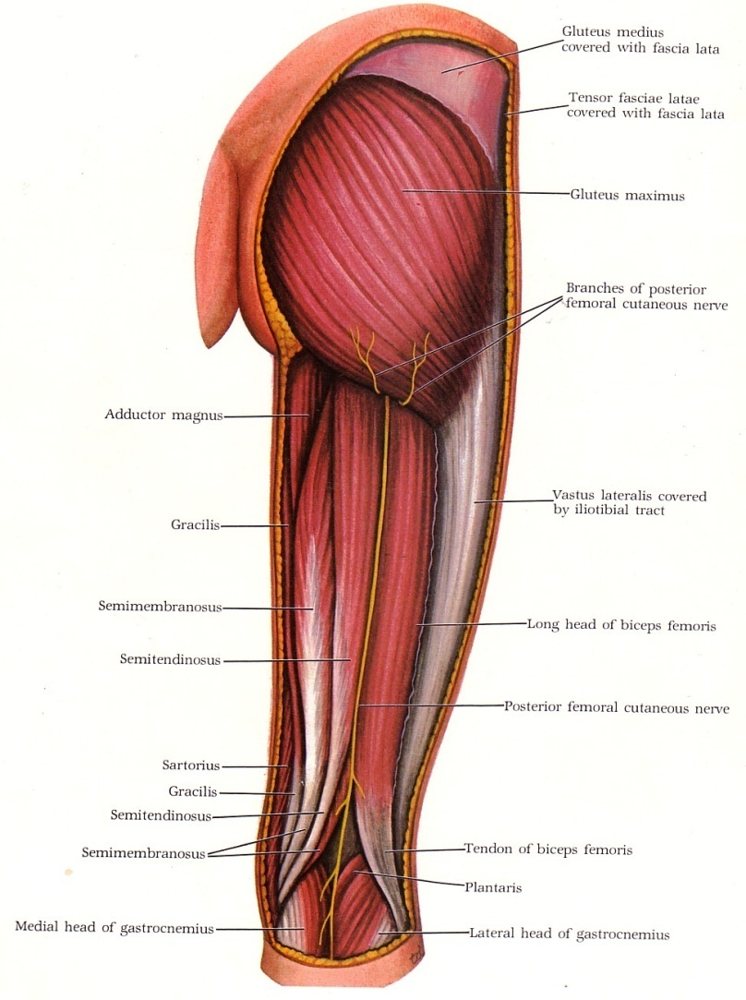 Gluteus medius
covered with fascia lata
Tensor fasciae latae
covered with fascia lata
Gluteus maximus
Branches of posterior
femoral cutaneous nerve
Adductor magnus
Vastus lateralis covered
by iliotibial tract
Gracilis
Semimembranosus
Long head of biceps femoris
Semitendinosus
Posterior femoral cutaneous nerve
Sartorius
Gracilis
Semitendinosus
Semimembranosus
Tendon of biceps femoris
Plantaris
Medial head of gastrocnemius
Lateral head of gastrocnemius